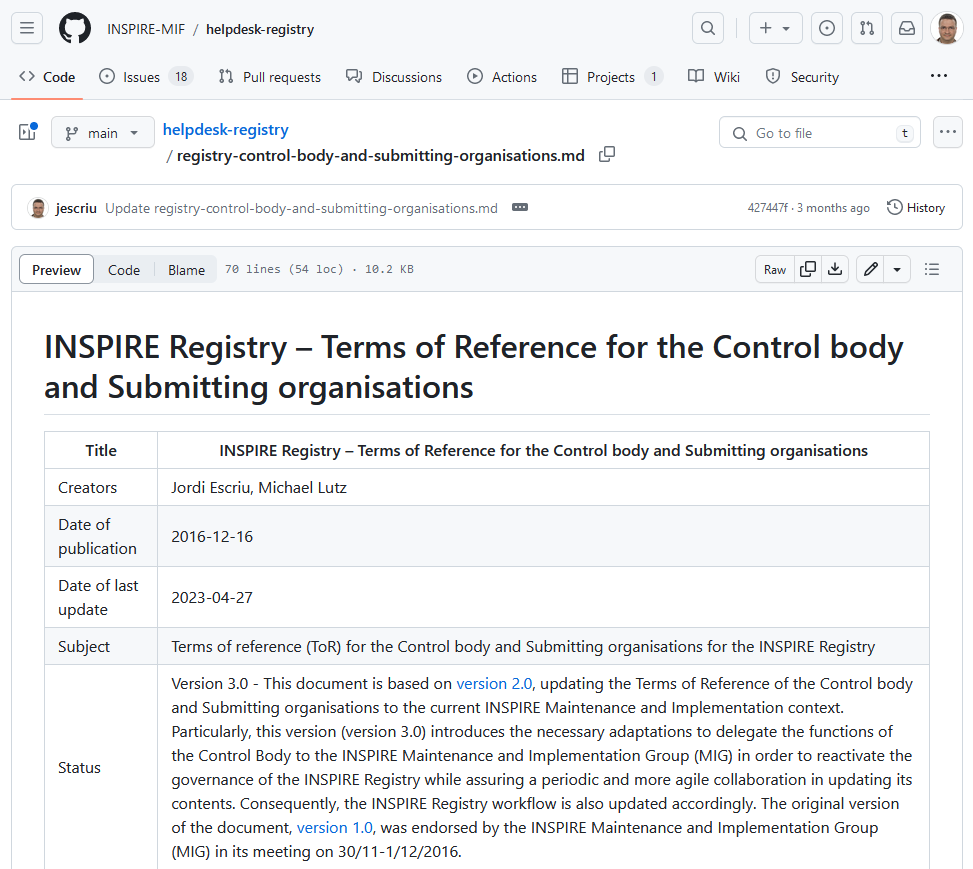 INSPIRE-MIF / helpdesk-registry
Code Issues 18 Pull requests Discussions Actions Projects 1 Wiki Security
main helpdesk-registry
/ registry-control-body-and-submitting-organisations.md
Go to file t
jescriu Update registry-control-body-and-submitting-organisations.md 427447f · 3 months ago History
Preview Code Blame 70 lines (54 loc) · 10.2 KB Raw
INSPIRE Registry – Terms of Reference for the Control body
and Submitting organisations
Title INSPIRE Registry – Terms of Reference for the Control body and Submitting organisations
Creators Jordi Escriu, Michael Lutz
Date of
publication
2016-12-16
Date of last
update
2023-04-27
Subject Terms of reference (ToR) for the Control body and Submitting organisations for the INSPIRE Registry
Status
Version 3.0 - This document is based on version 2.0, updating the Terms of Reference of the Control body
and Submitting organisations to the current INSPIRE Maintenance and Implementation context.
Particularly, this version (version 3.0) introduces the necessary adaptations to delegate the functions of
the Control Body to the INSPIRE Maintenance and Implementation Group (MIG) in order to reactivate the
governance of the INSPIRE Registry while assuring a periodic and more agile collaboration in updating its
contents. Consequently, the INSPIRE Registry workflow is also updated accordingly. The original version
of the document, version 1.0, was endorsed by the INSPIRE Maintenance and Implementation Group
(MIG) in its meeting on 30/11-1/12/2016.